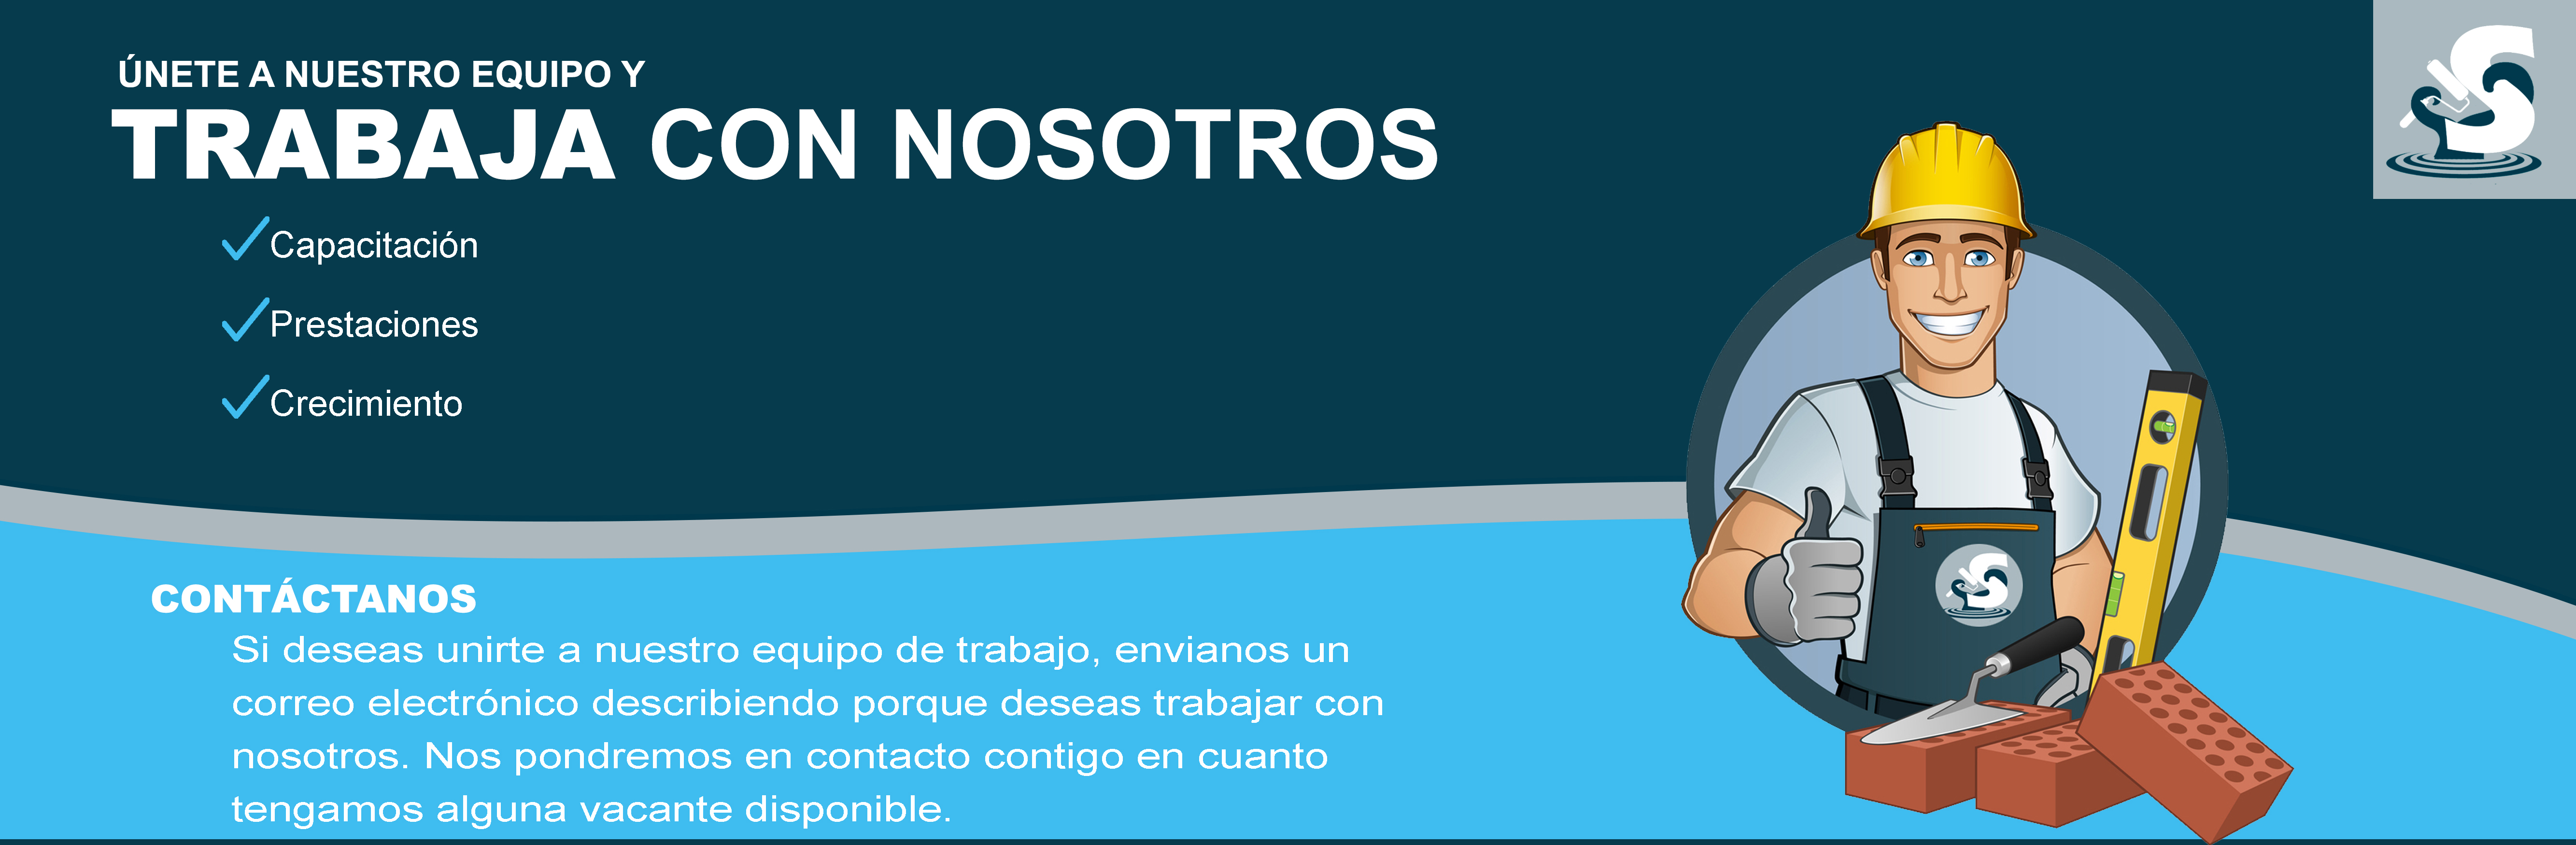 ÚNETE A NUESTRO EQUIPO Y
TRABAJA CON NOSOTROS
Capacitación
Prestaciones
Crecimiento
CONTÁCTANOS
Si deseas unirte a nuestro equipo de trabajo, envianos un
correo electrónico describiendo porque deseas trabajar con
nosotros. Nos pondremos en contacto contigo en cuanto
tengamos alguna vacante disponible.